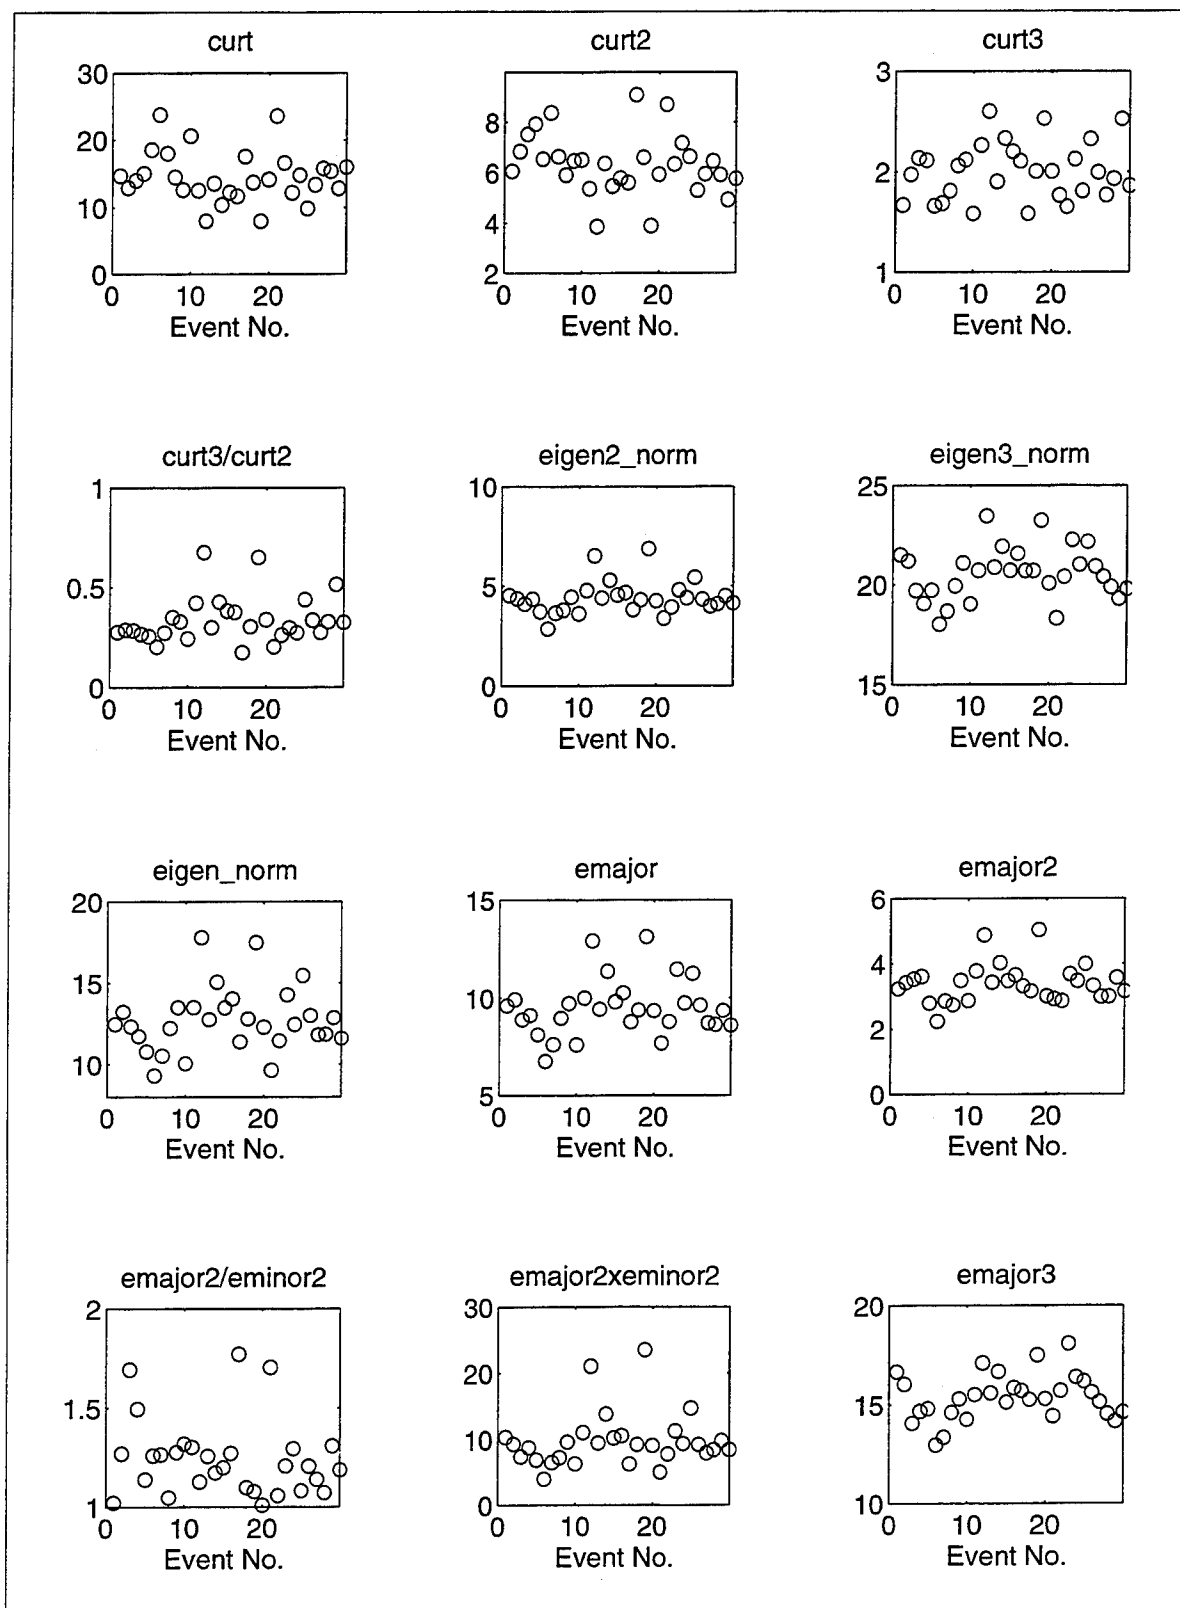 curt
30
20
10
0
0 10 20
Event No.
curt2
8
6
4
2
0 10 20
Event No.
curt3
3
2
1
0 10 20
Event No.
curt3/curt2
1
0.5
0
0 10 20
Event No.
eigen2_norm
10
5
0
0 10 20
Event No.
eigen3_norm
25
20
15
0 10 20
Event No.
eigen_norm
20
15
10
0 10 20
Event No.
emajor
15
10
5
0 10 20
Event No.
emajor2
6
4
2
0
0 10 20
Event No.
emajor2/eminor2
2
1.5
1
0 10 20
Event No.
emajor2xeminor2
30
20
10
0
0 10 20
Event No.
emajor3
20
15
10
0 10 20
Event No.